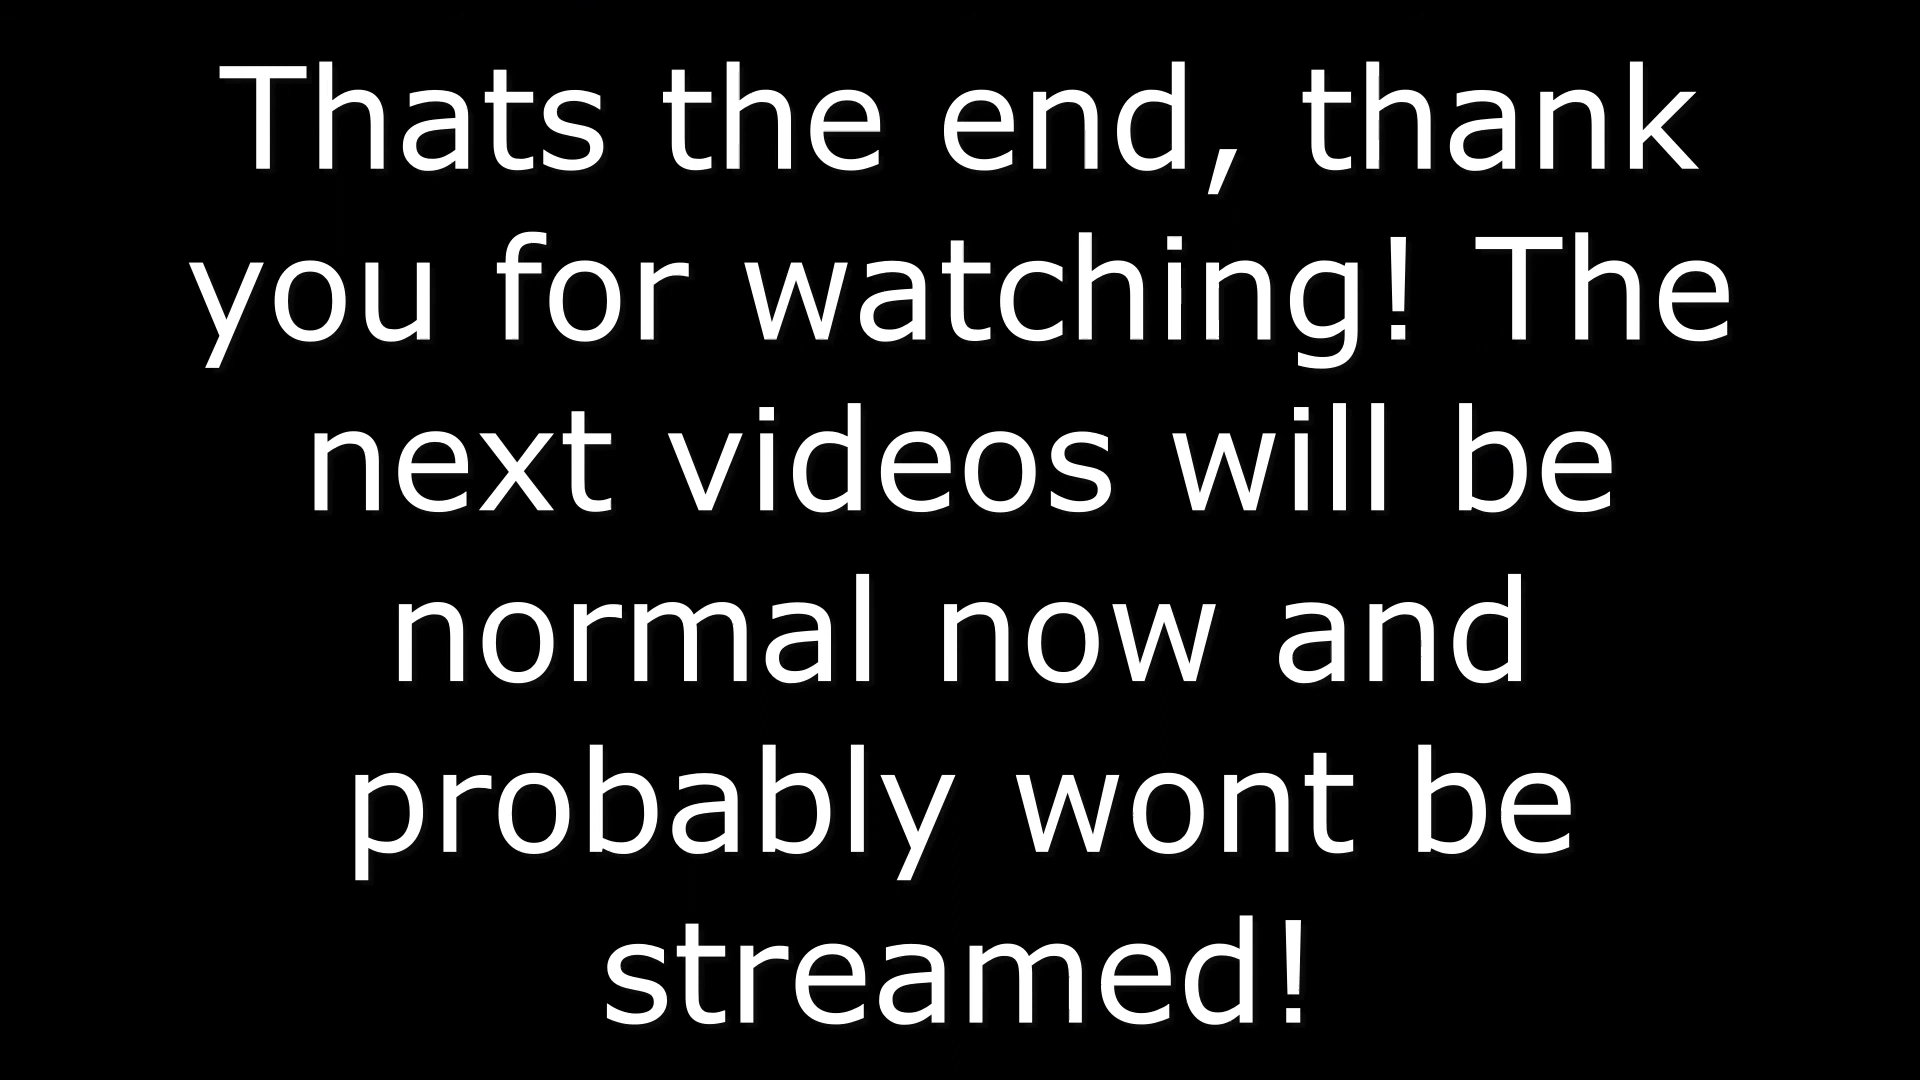 Thats the end, thank
you for watching! The
next videos will be
normal now and
probably wont be
streamed!